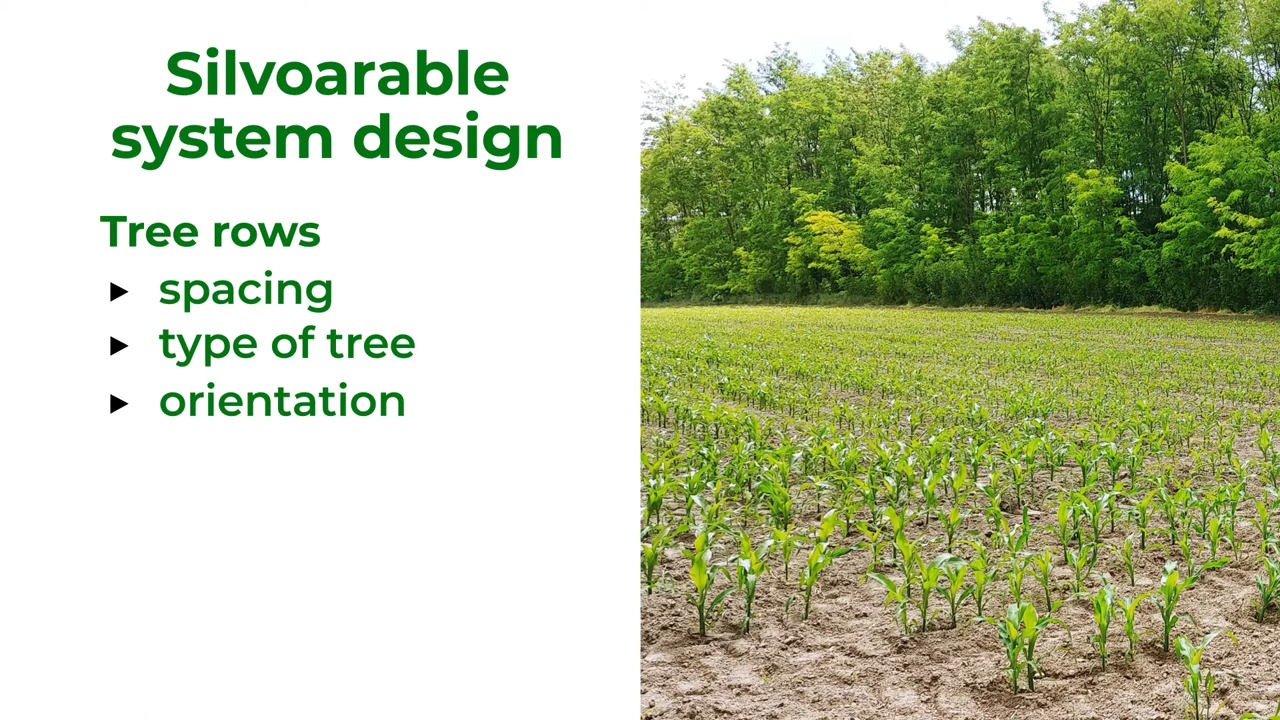 Silvoarable
system design
Tree rows
► spacing
► type of tree
► orientation